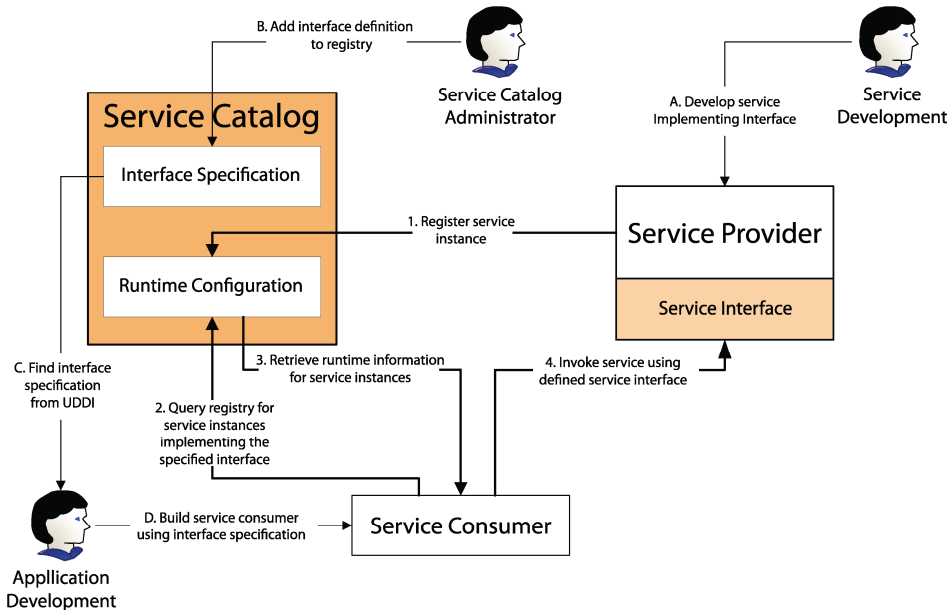 B. Add interface definition
to registry
Service Catalog
Administrator
Service
Development
A. Develop service
Implementing Interface
Service Catalog
Interface Specification
1. Register service
instance
Service Provider
Runtime Configuration
Service Interface
C. Find interface
specification
from UDDI
3. Retrieve runtime information
for service instances
4. Invoke service using
defined service interface
2. Query registry for
service instances
implementing the
specified interface
D. Build service consumer
using interface specification
Service Consumer
Appllication
Development